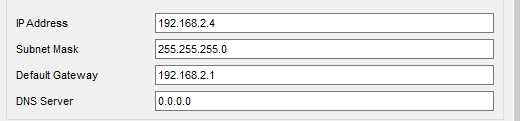 IP Address 192.168.2.4
Subnet Mask 255.255.255.0
Default Gateway 192.168.2.1
DNS Server 0.0.0.0